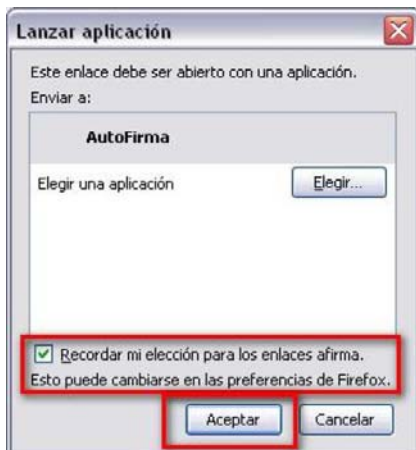 Lanzar aplicación
Este enlace debe ser abierto con una aplicación.
Enviar a:
AutoFirma
Elegir una aplicación
Elegir...
Recordar mi elección para los enlaces afirma.
Esto puede cambiarse en las preferencias de Firefox.
Aceptar
Cancelar